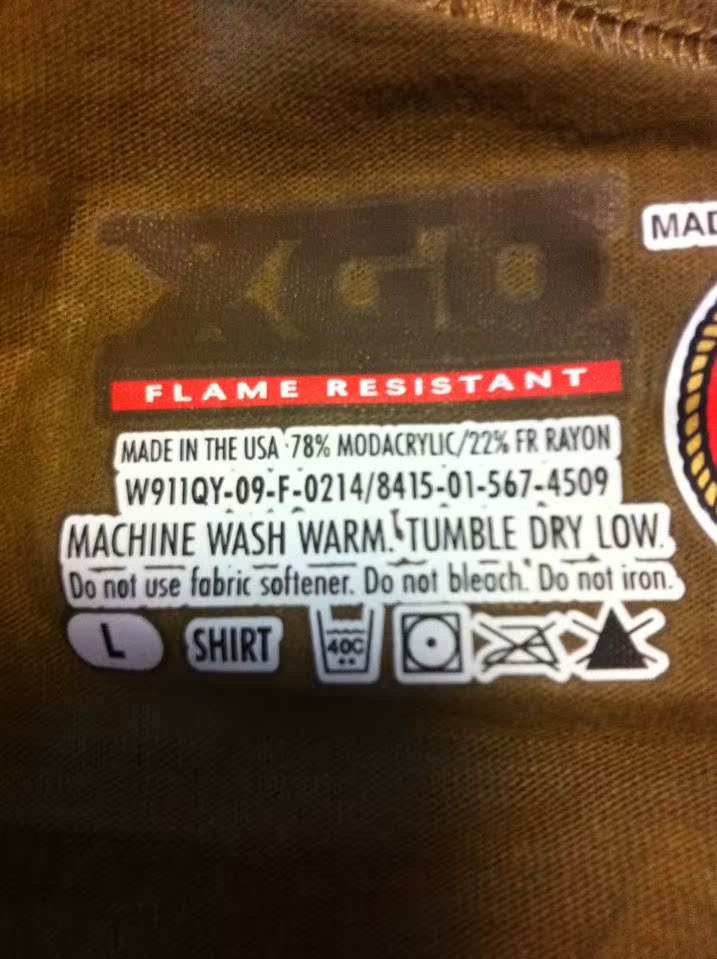 XGO
MAD
FLAME RESISTANT
MADE IN THE USA · 78% MODACRYLIC/22% FR RAYON
W911QY-09-F-0214/8415-01-567-4509
MACHINE WASH WARM. TUMBLE DRY LOW.
Do not use fabric softener. Do not bleach. Do not iron.
L SHIRT 40C